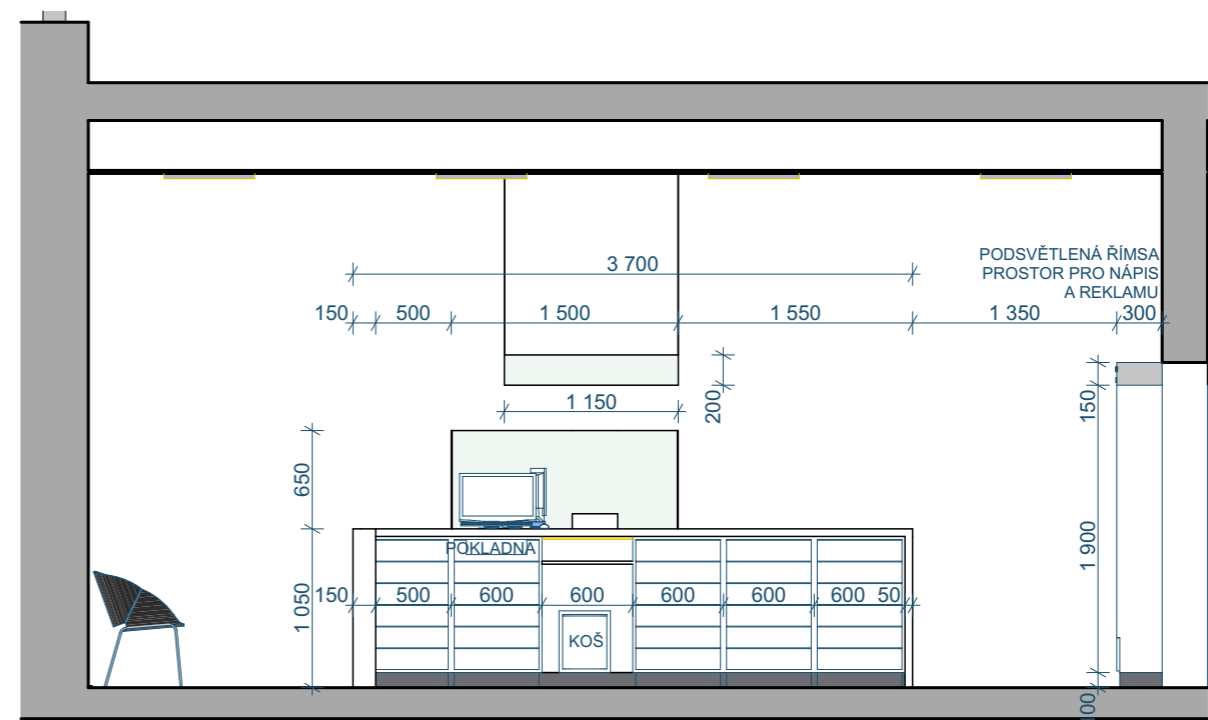 3 700
PODSVĚTLENÁ ŘÍMSA
PROSTOR PRO NÁPIS
A REKLAMU
150 500 1 500 1 550 1 350 300
200
150
1 150
650
POKLADNA
1 900
1 050
150 500 600 600 600 600 600 50
KOŠ